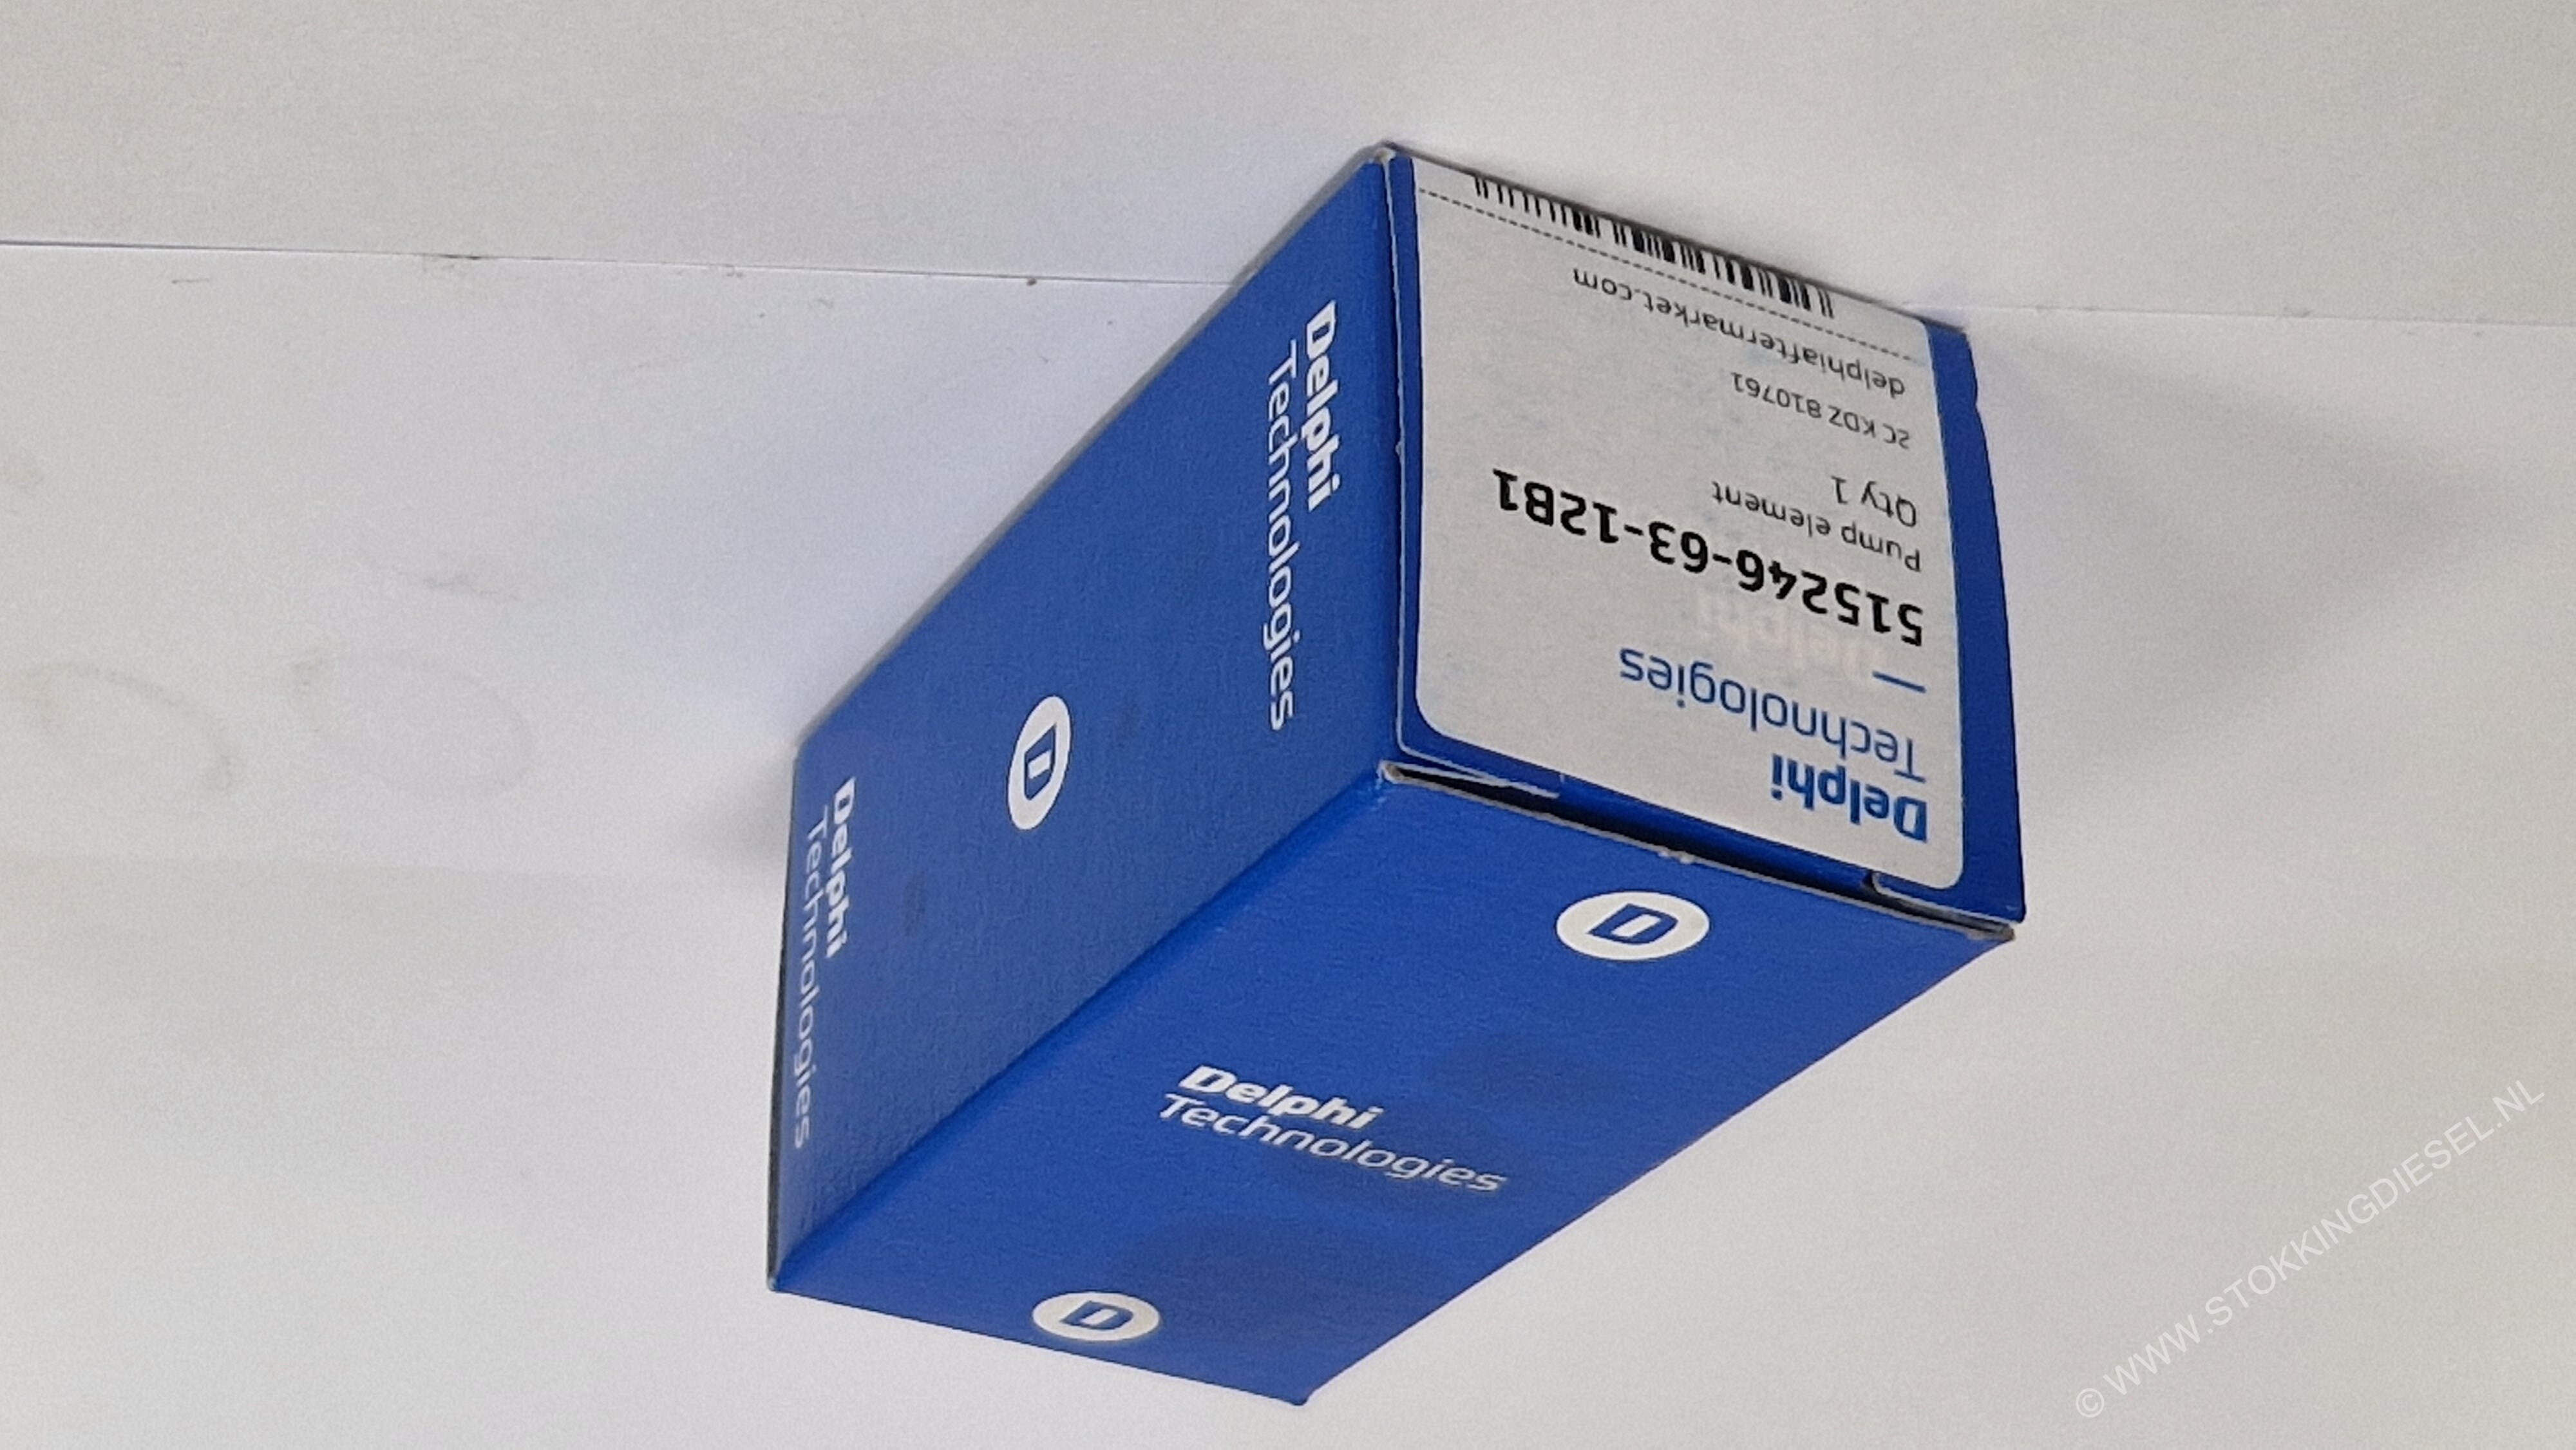 Delphi
Technologies
515246-63-12B1
Pump element
Qty 1
2C KDZ 810761
delphiaftermarket.com
Delphi
Technologies
D
Delphi
Technologies
D
Delphi
Technologies
D
© WWW.STOKKINGDIESEL.NL